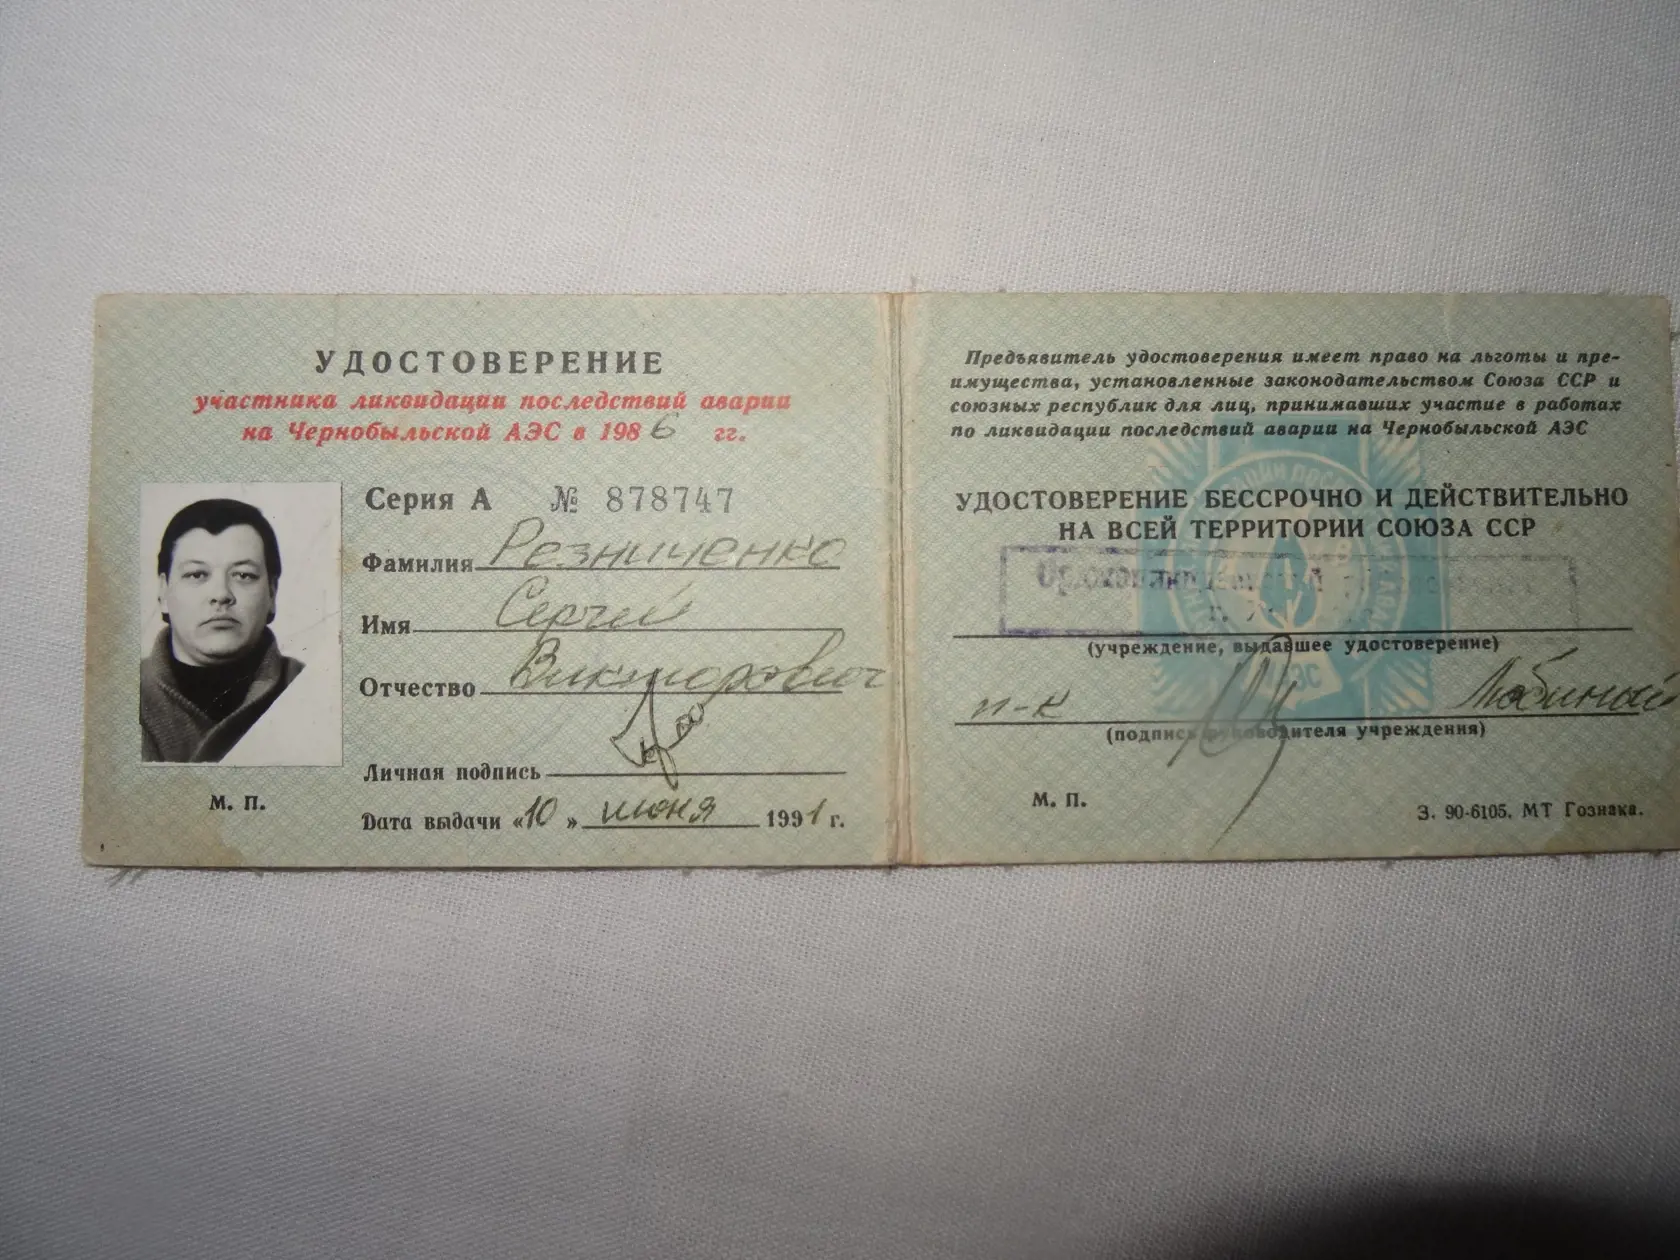 УДОСТОВЕРЕНИЕ
участника ликвидации последствий аварии
на Чернобыльской АЭС в 1986 гг.
Серия А № 878747
Фамилия Резниченко
Имя Сергей
Отчество Викторович
Личная подпись
М. П.
Дата выдачи «10» июня 1991 г.
Предъявитель удостоверения имеет право на льготы и пре-
имущества, установленные законодательством Союза ССР и
союзных республик для лиц, принимавших участие в работах
по ликвидации последствий аварии на Чернобыльской АЭС
УДОСТОВЕРЕНИЕ БЕССРОЧНО И ДЕЙСТВИТЕЛЬНО
НА ВСЕЙ ТЕРРИТОРИИ СОЮЗА ССР
(учреждение, выдавшее удостоверение)
п-к
(подпись руководителя учреждения)
М. П.
З. 90-6105. МТ Гознака.